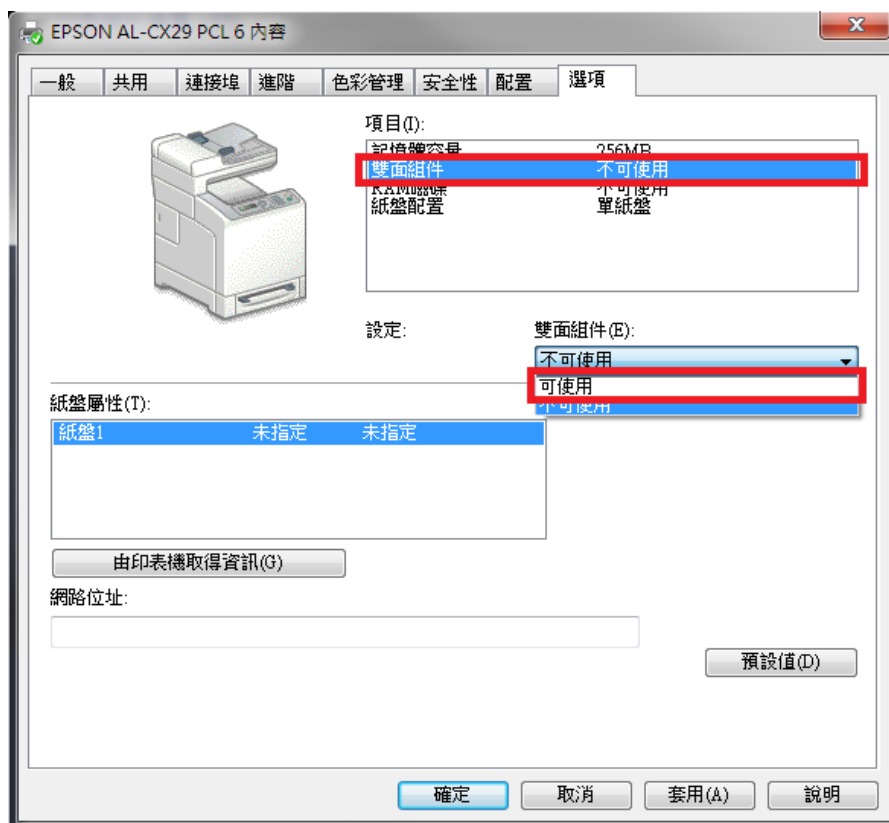 EPSON AL-CX29 PCL 6 內容
一般 共用 連接埠 進階 色彩管理 安全性 配置 選項
項目(I):
記憶體容量 256MB
雙面組件 不可使用
RAM磁碟 不可使用
紙盤配置 單紙盤
設定: 雙面組件(E):
不可使用
可使用
不可使用
紙盤屬性(T):
紙盤1 未指定 未指定
由印表機取得資訊(G)
網路位址:
預設值(D)
確定 取消 套用(A) 說明